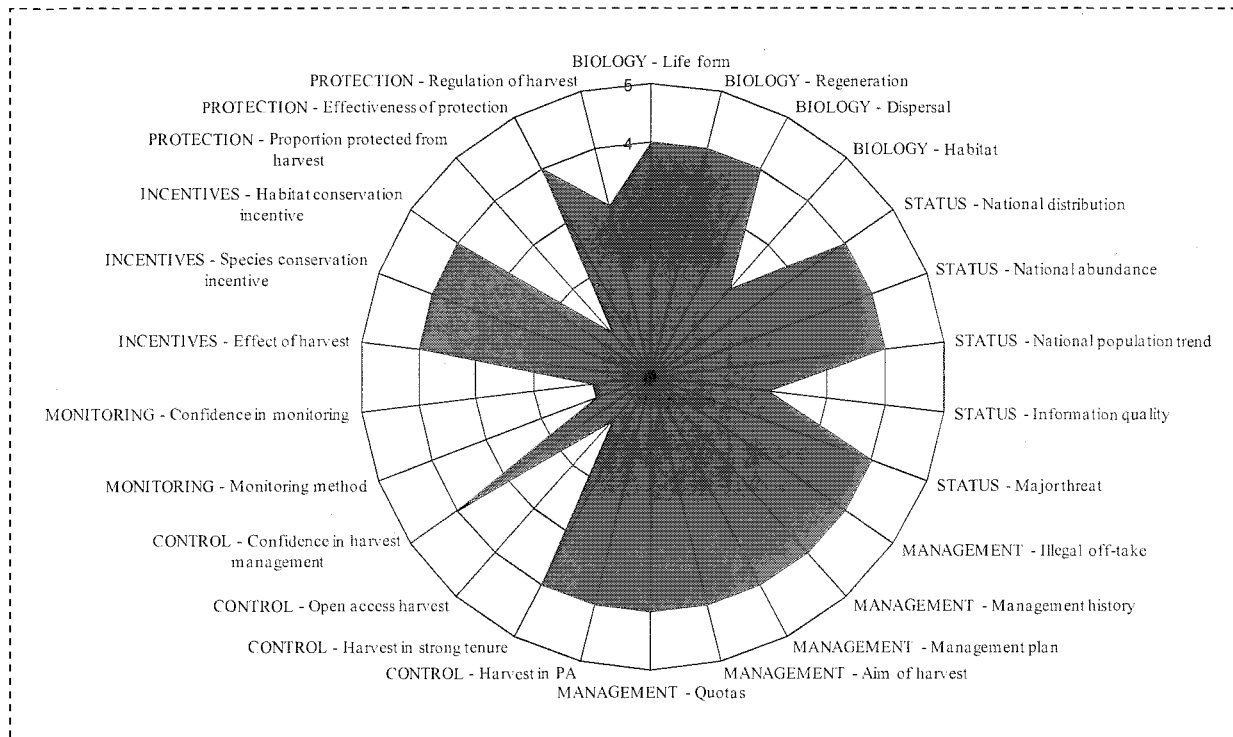 BIOLOGY - Life form
PROTECTION - Regulation of harvest
5
BIOLOGY - Regeneration
PROTECTION - Effectiveness of protection
BIOLOGY - Dispersal
PROTECTION - Proportion protected from
harvest
4
BIOLOGY - Habitat
INCENTIVES - Habitat conservation
incentive
STATUS - National distribution
INCENTIVES - Species conservation
incentive
STATUS - National abundance
INCENTIVES - Effect of harvest
STATUS - National population trend
MONITORING - Confidence in monitoring
STATUS - Information quality
MONITORING - Monitoring method
STATUS - Major threat
CONTROL - Confidence in harvest
management
MANAGEMENT - Illegal off-take
CONTROL - Open access harvest
MANAGEMENT - Management history
CONTROL - Harvest in strong tenure
MANAGEMENT - Management plan
CONTROL - Harvest in PA
MANAGEMENT - Aim of harvest
MANAGEMENT - Quotas